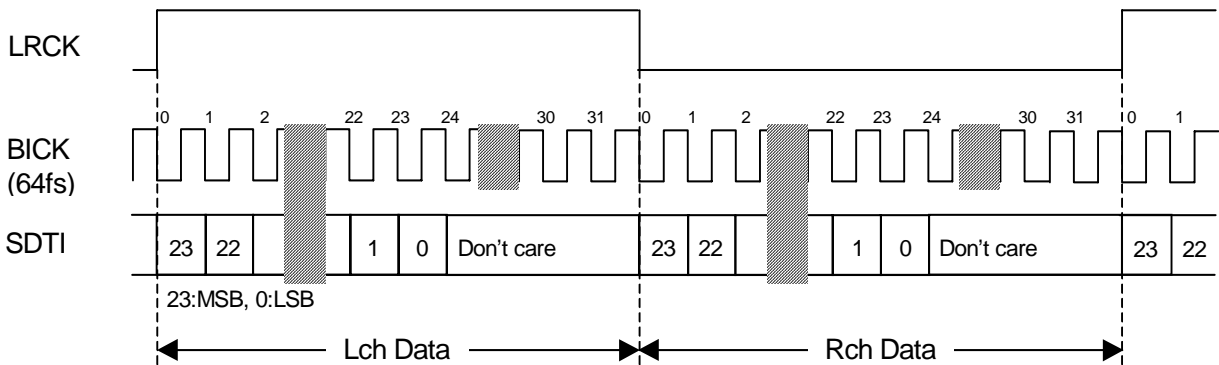 LRCK
0 1 2 22 23 24 30 31 0 1 2 22 23 24 30 31 0 1
BICK
(64fs)
SDTI 23 22 1 0 Don't care 23 22 1 0 Don't care 23 22
23:MSB, 0:LSB
Lch Data Rch Data